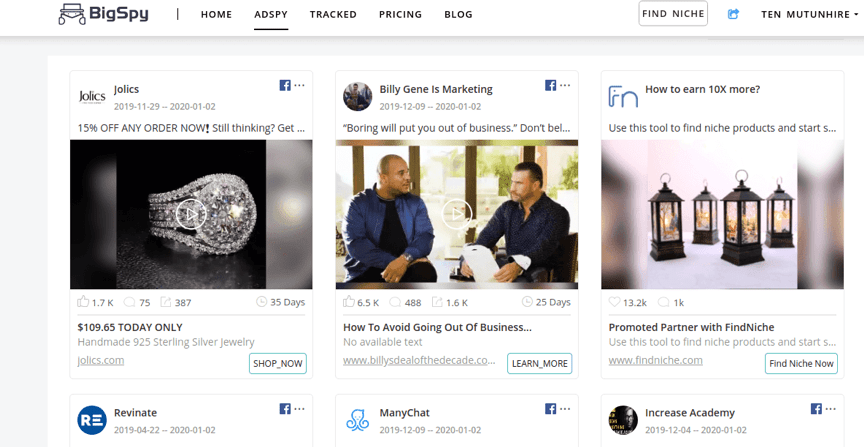 BigSpy
HOME ADSPY TRACKED PRICING BLOG FIND NICHE TEN MUTUNHIRE
Jolics
Jolics
2019-11-29 -- 2020-01-02
15% OFF ANY ORDER NOW❗ Still thinking? Get ...
1.7 K 75 387 35 Days
$109.65 TODAY ONLY
Handmade 925 Sterling Silver Jewelry
jolics.com
SHOP_NOW
Billy Gene Is Marketing
2019-12-09 -- 2020-01-02
“Boring will put you out of business.” Don’t bel...
6.5 K 488 1.6 K 25 Days
How To Avoid Going Out Of Business...
No available text
www.billysdealofthedecade.co...
LEARN_MORE
fn
How to earn 10X more?
Use this tool to find niche products and start s...
13.2k 1k
Promoted Partner with FindNiche
Use this tool to find niche products and start s...
www.findniche.com
Find Niche Now
RE
Revinate
2019-04-22 -- 2020-01-02
ManyChat
2019-12-09 -- 2020-01-02
Increase Academy
2019-12-04 -- 2020-01-02